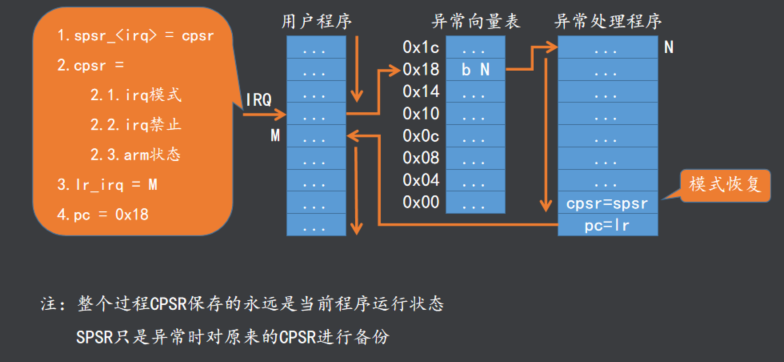 1.spsr_<irq> = cpsr
2.cpsr =
2.1.irq模式
2.2.irq禁止
2.3.arm状态
3.lr_irq = M
4.pc = 0x18
IRQ
M
用户程序
...
...
...
...
...
...
...
...
...
异常向量表
0x1c ...
0x18 b N
0x14 ...
0x10 ...
0x0c ...
0x08 ...
0x04 ...
0x00 ...
异常处理程序
N
...
...
...
...
...
...
...
cpsr=spsr
pc=lr
模式恢复
注：整个过程CPSR保存的永远是当前程序运行状态
SPSR只是异常时对原来的CPSR进行备份